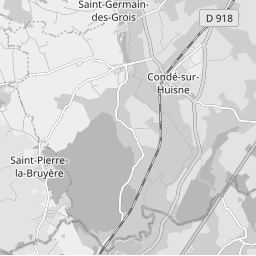 Saint-Germain-
des-Grois
D 918
Condé-sur-
Huisne
Saint-Pierre-
la-Bruyère